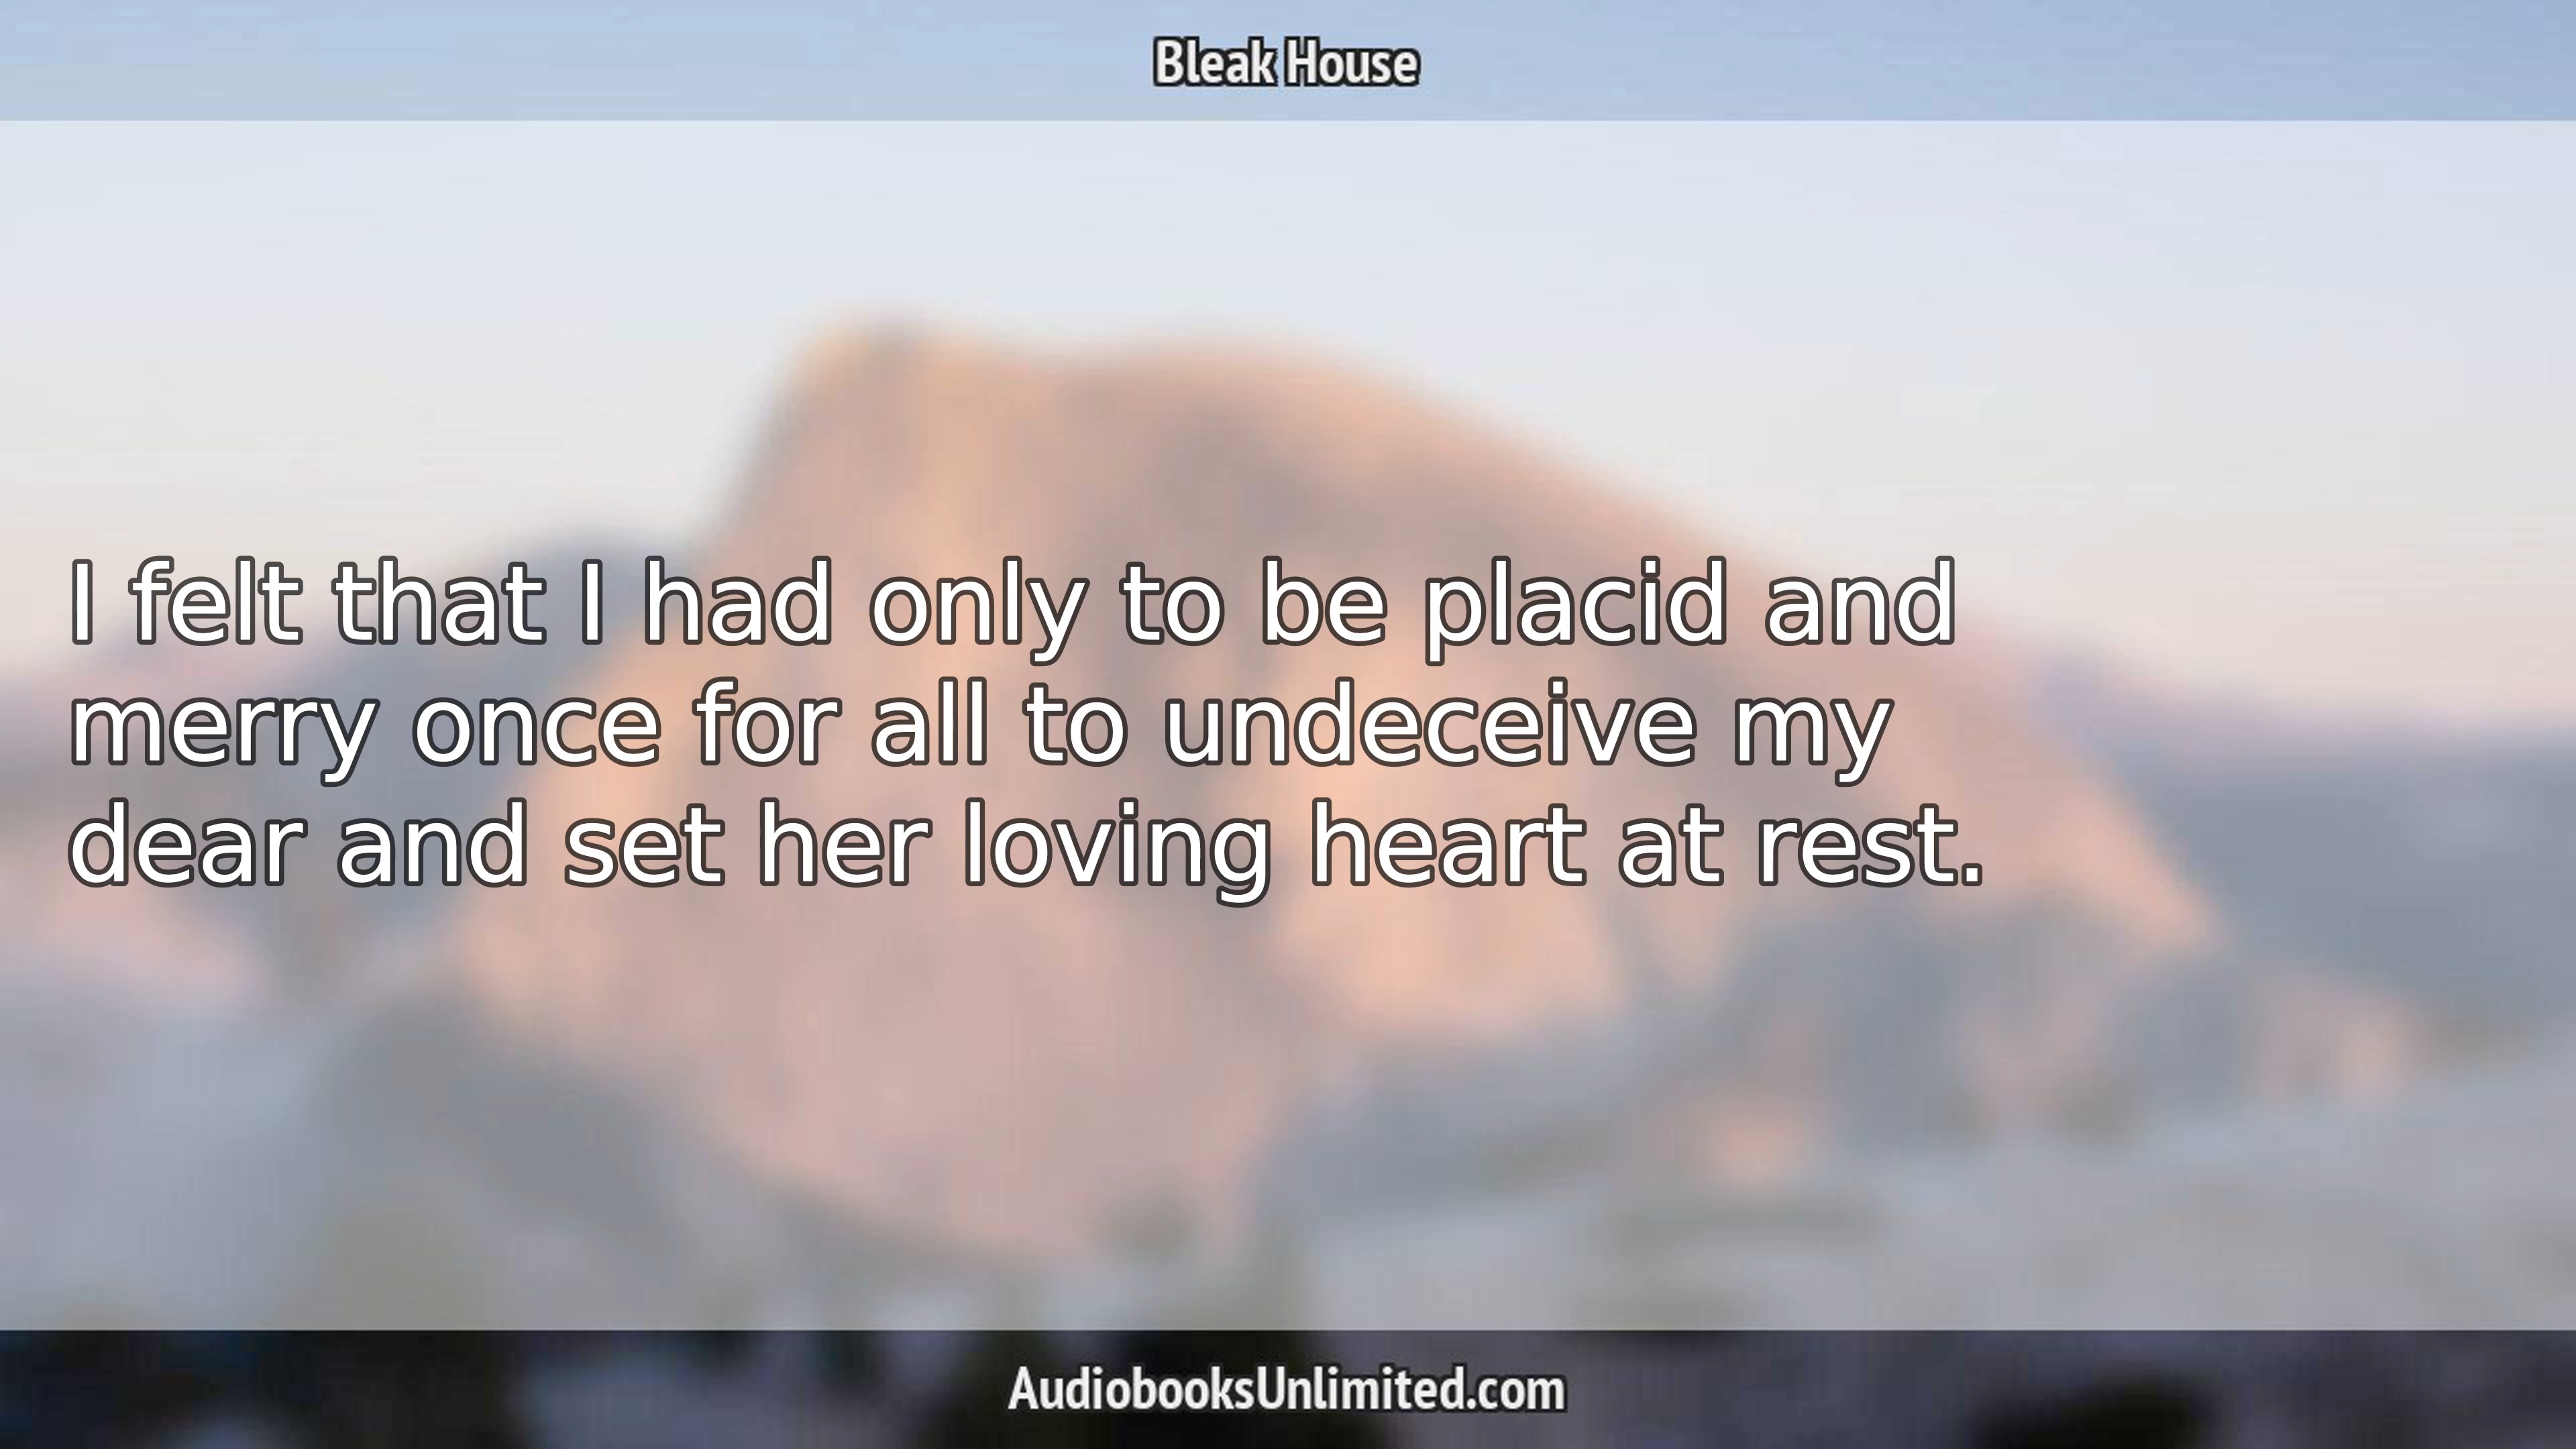 Bleak House
I felt that I had only to be placid and
merry once for all to undeceive my
dear and set her loving heart at rest.
AudiobooksUnlimited.com